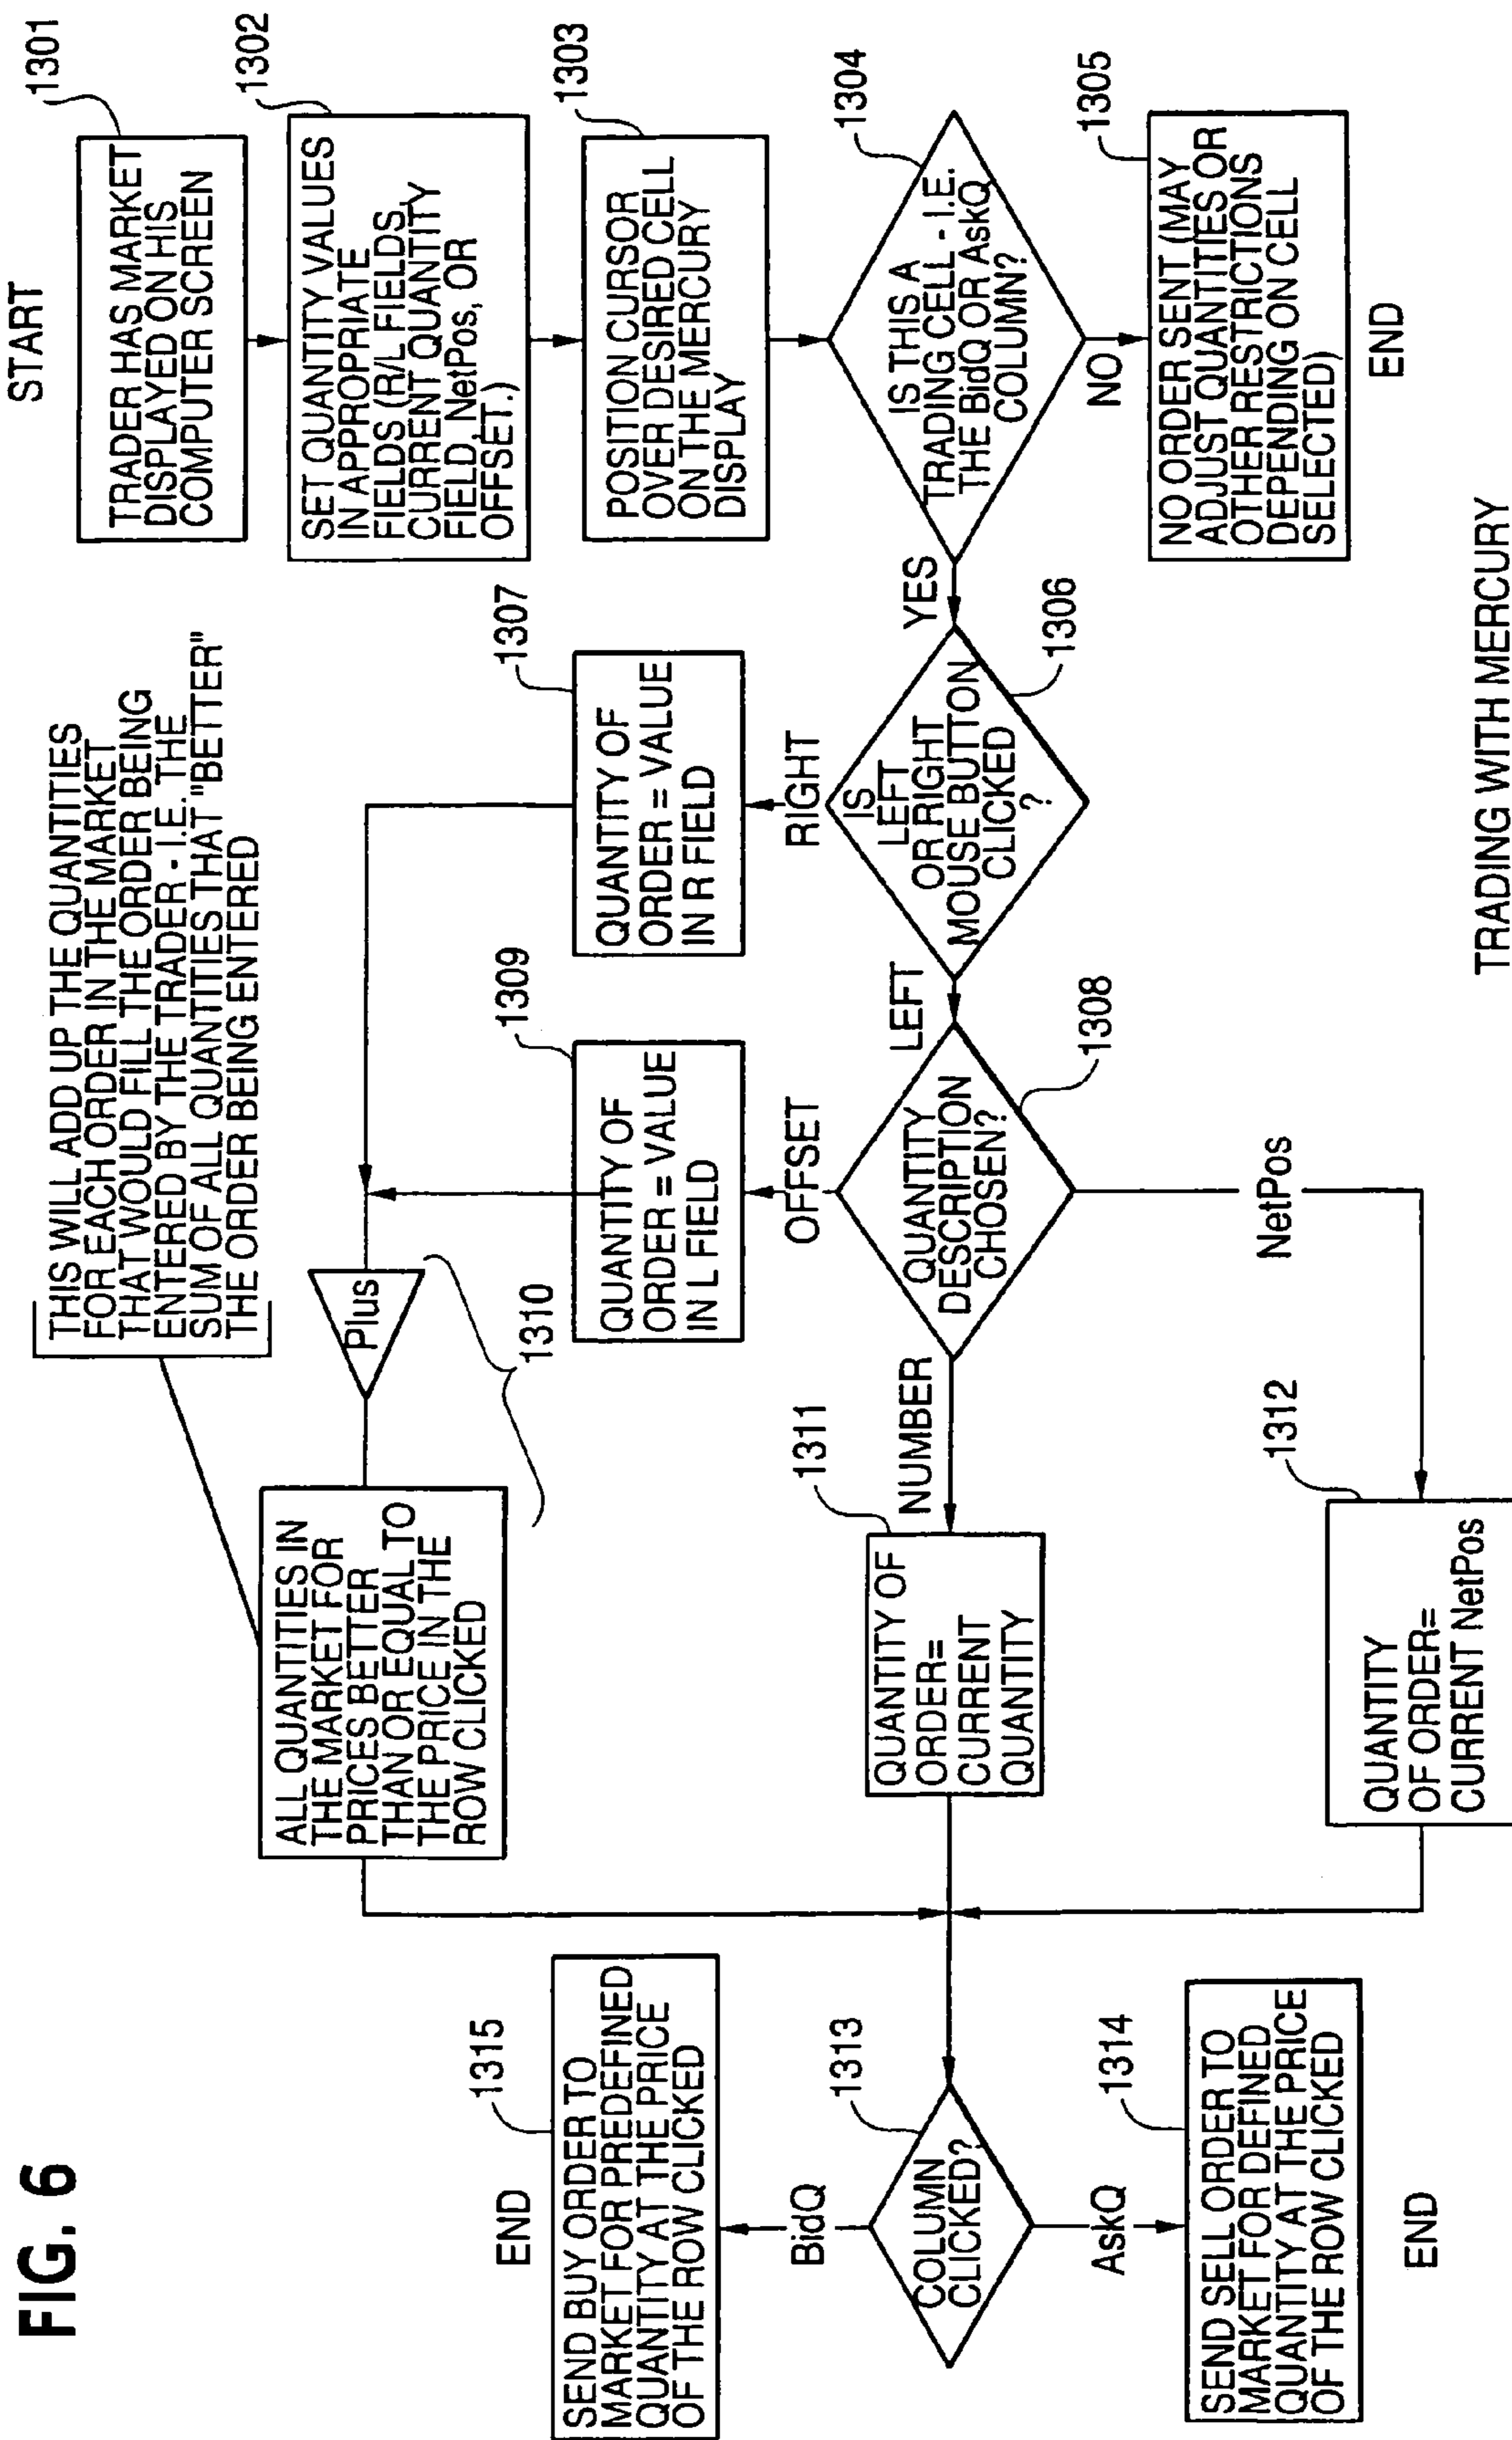 FIG. 6
START
1301
TRADER HAS MARKET
DISPLAYED ON HIS
COMPUTER SCREEN
1302
SET QUANTITY VALUES
IN APPROPRIATE
FIELDS (R/L FIELDS,
CURRENT QUANTITY
FIELD, NetPos, OR
OFFSET.)
1303
POSITION CURSOR
OVER DESIRED CELL
ON THE MERCURY
DISPLAY
1304
IS THIS A
TRADING CELL - I.E.
THE BidQ OR AskQ
COLUMN?
NO
1305
NO ORDER SENT (MAY
ADJUST QUANTITIES OR
OTHER RESTRICTIONS
DEPENDING ON CELL
SELECTED)
END
YES
1306
IS
LEFT
OR RIGHT
MOUSE BUTTON
CLICKED
?
RIGHT
1307
QUANTITY OF
ORDER = VALUE
IN R FIELD
LEFT
1308
QUANTITY
DESCRIPTION
CHOSEN?
OFFSET
1309
QUANTITY OF
ORDER = VALUE
IN L FIELD
Plus
1310
THIS WILL ADD UP THE QUANTITIES
FOR EACH ORDER IN THE MARKET
THAT WOULD FILL THE ORDER BEING
ENTERED BY THE TRADER - I.E. THE
SUM OF ALL QUANTITIES THAT "BETTER"
THE ORDER BEING ENTERED
ALL QUANTITIES IN
THE MARKET FOR
PRICES BETTER
THAN OR EQUAL TO
THE PRICE IN THE
ROW CLICKED
NUMBER
1311
QUANTITY OF
ORDER=
CURRENT
QUANTITY
NetPos
1312
QUANTITY
OF ORDER=
CURRENT NetPos
1313
COLUMN
CLICKED?
BidQ
1315
SEND BUY ORDER TO
MARKET FOR PREDEFINED
QUANTITY AT THE PRICE
OF THE ROW CLICKED
END
AskQ
1314
SEND SELL ORDER TO
MARKET FOR DEFINED
QUANTITY AT THE PRICE
OF THE ROW CLICKED
END
TRADING WITH MERCURY